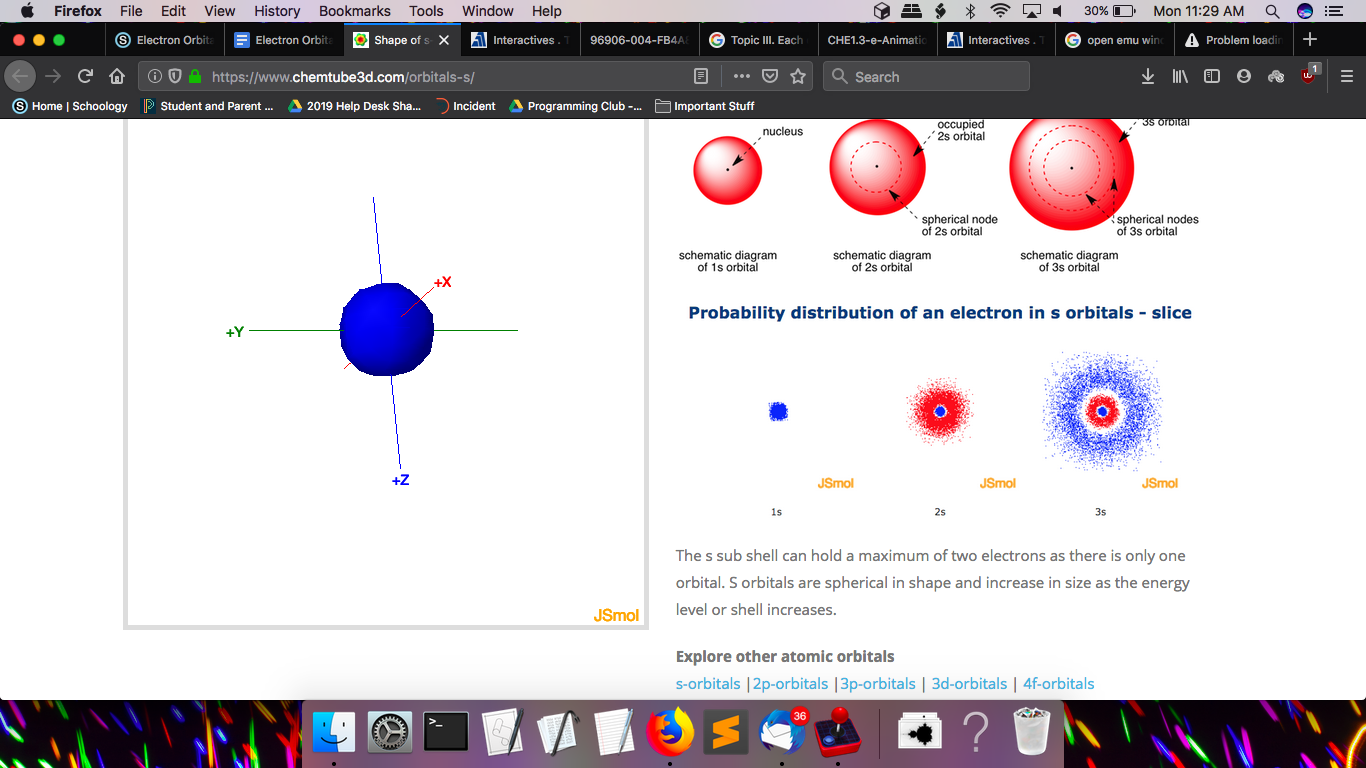 Firefox File Edit View History Bookmarks Tools Window Help 30% Mon 11:29 AM
Electron Orbit Electron Orbit Shape of s- Interactives . T 96906-004-FB4A Topic III. Each CHE1.3-e-Animatio Interactives . T open emu wind Problem loadin
https://www.chemtube3d.com/orbitals-s/ Search 1
Home | Schoology Student and Parent ... 2019 Help Desk Sha... Incident Programming Club -... Important Stuff
+X
+Y
+Z
JSmol
nucleus
occupied
2s orbital
3s orbital
spherical node
of 2s orbital
spherical nodes
of 3s orbital
schematic diagram
of 1s orbital
schematic diagram
of 2s orbital
schematic diagram
of 3s orbital
Probability distribution of an electron in s orbitals - slice
JSmol JSmol JSmol
1s 2s 3s
The s sub shell can hold a maximum of two electrons as there is only one
orbital. S orbitals are spherical in shape and increase in size as the energy
level or shell increases.
Explore other atomic orbitals
s-orbitals |2p-orbitals |3p-orbitals | 3d-orbitals | 4f-orbitals
36